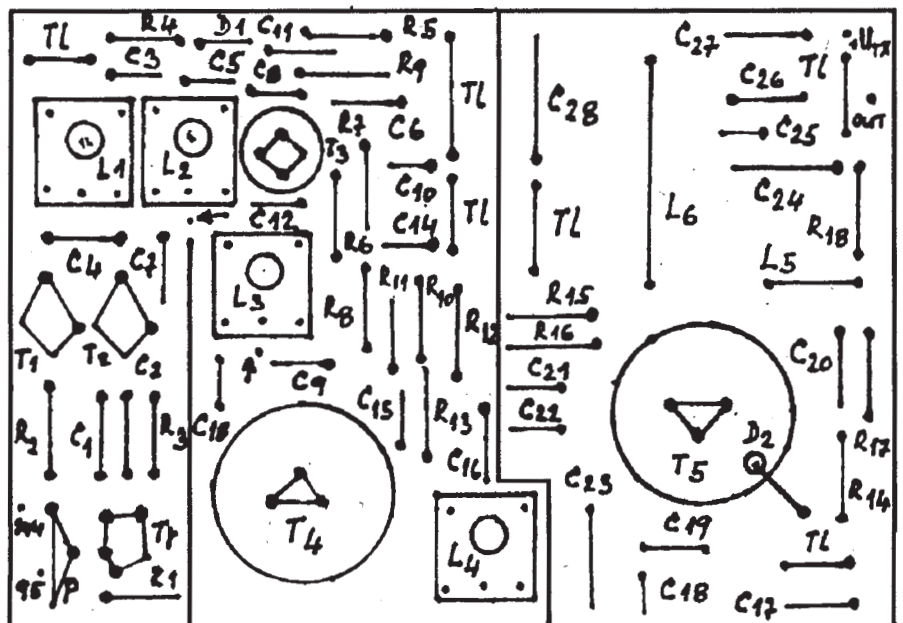 Tl R4 D1 C11 R5
C3 C5 C8 R9
Tl
L1 L2 T3 R7 C6
C10
C12 C14 Tl
C4 C7 R6
L3 R8 R11 R10 R12
T1 T2 C2
C9
R2 C1 R3 C18 C15 R13
C16
T4
L4
P
C27 Tl UTX
C28 C26
OUT
C25
C24
Tl L6 R18
L5
R15
R16
C21 C20
C22
D2 R17
T5
C23 R14
C19 Tl
C18 C17